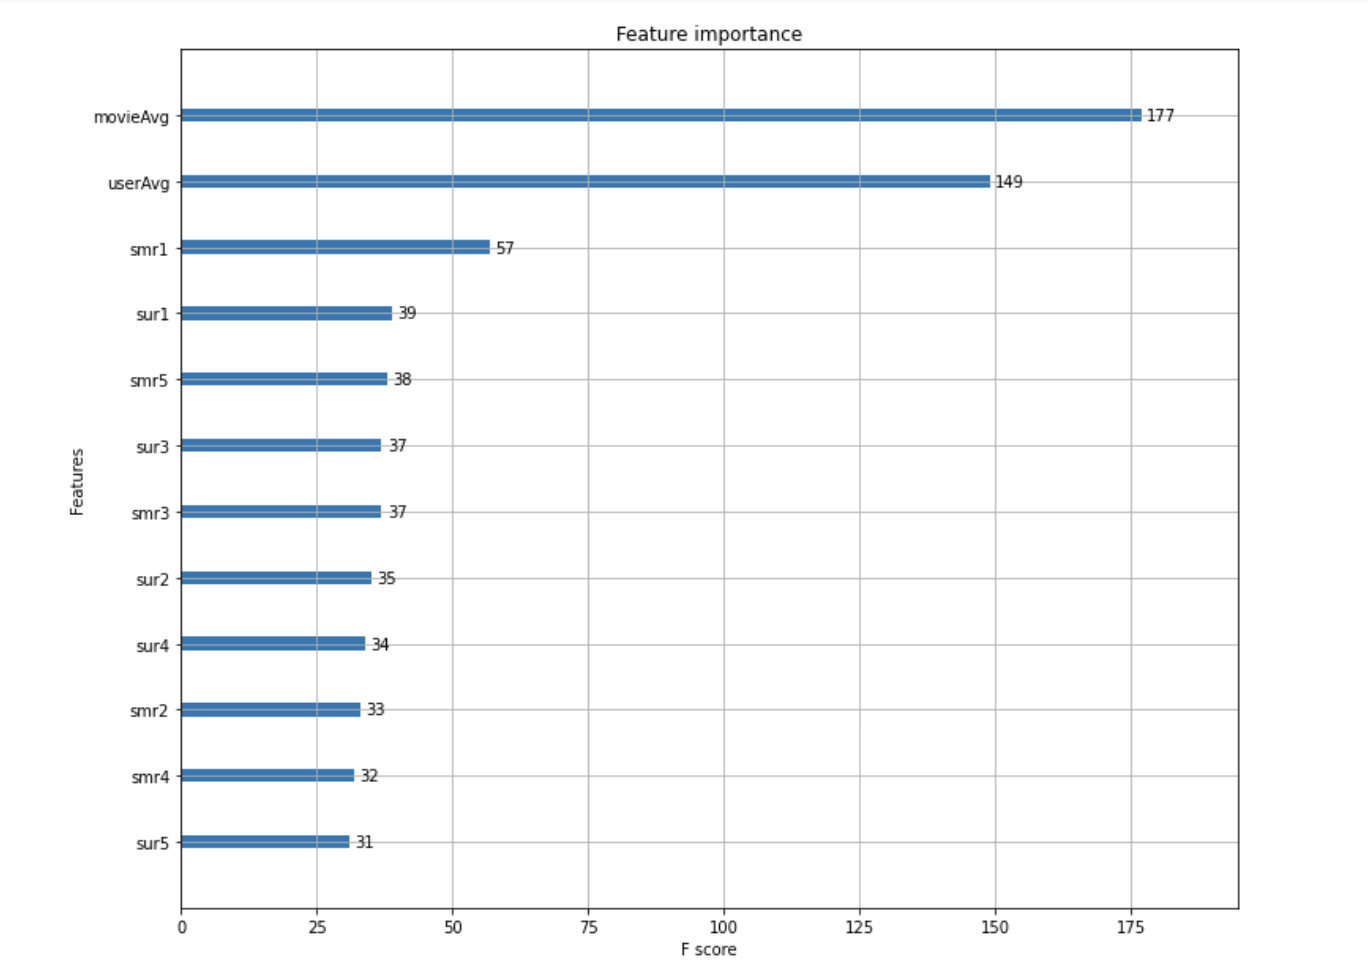 Feature importance
movieAvg 177
userAvg 149
smr1 57
sur1 39
smr5 38
sur3 37
smr3 37
sur2 35
sur4 34
smr2 33
smr4 32
sur5 31
Features
0 25 50 75 100 125 150 175
F score